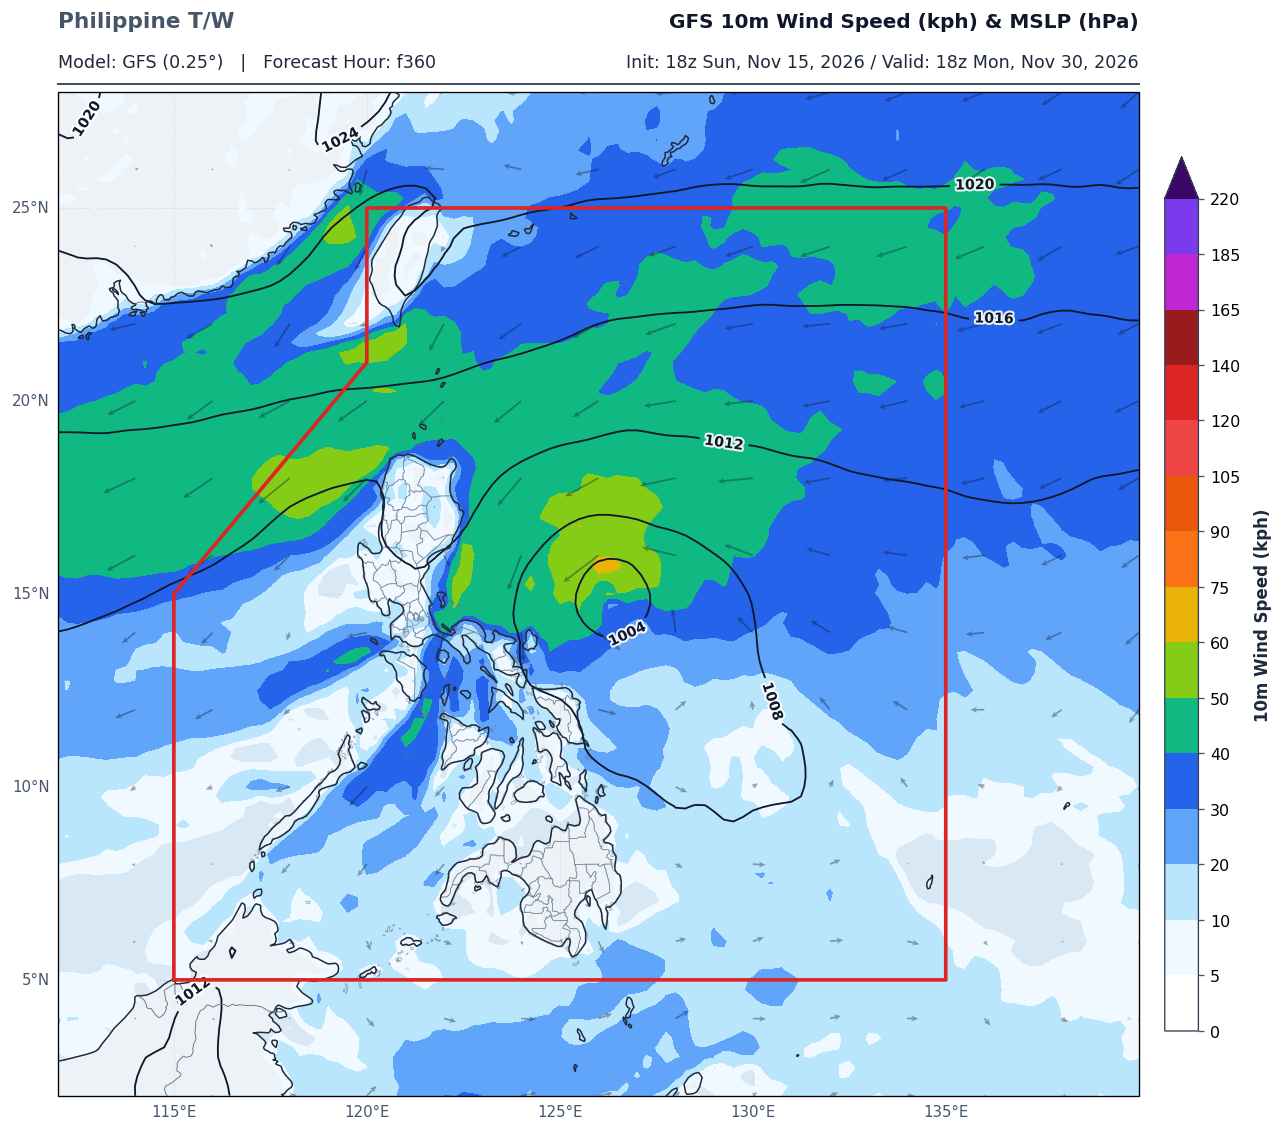 Philippine T/W
GFS 10m Wind Speed (kph) & MSLP (hPa)
Model: GFS (0.25°) | Forecast Hour: f360
Init: 18z Sun, Nov 15, 2026 / Valid: 18z Mon, Nov 30, 2026
1020
1024
1020
1016
1012
1004
1008
1012
25°N
20°N
15°N
10°N
5°N
115°E
120°E
125°E
130°E
135°E
220
185
165
140
120
105
90
75
60
50
40
30
20
10
5
0
10m Wind Speed (kph)